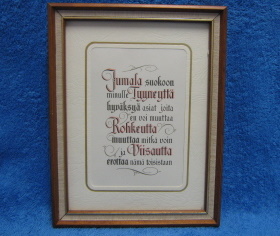 Jumala suokoon
minulle Tyyneyttä
hyväksyä asiat joita
en voi muuttaa
Rohkeutta
muuttaa mitkä voin
ja Viisautta
erottaa nämä toisistaan